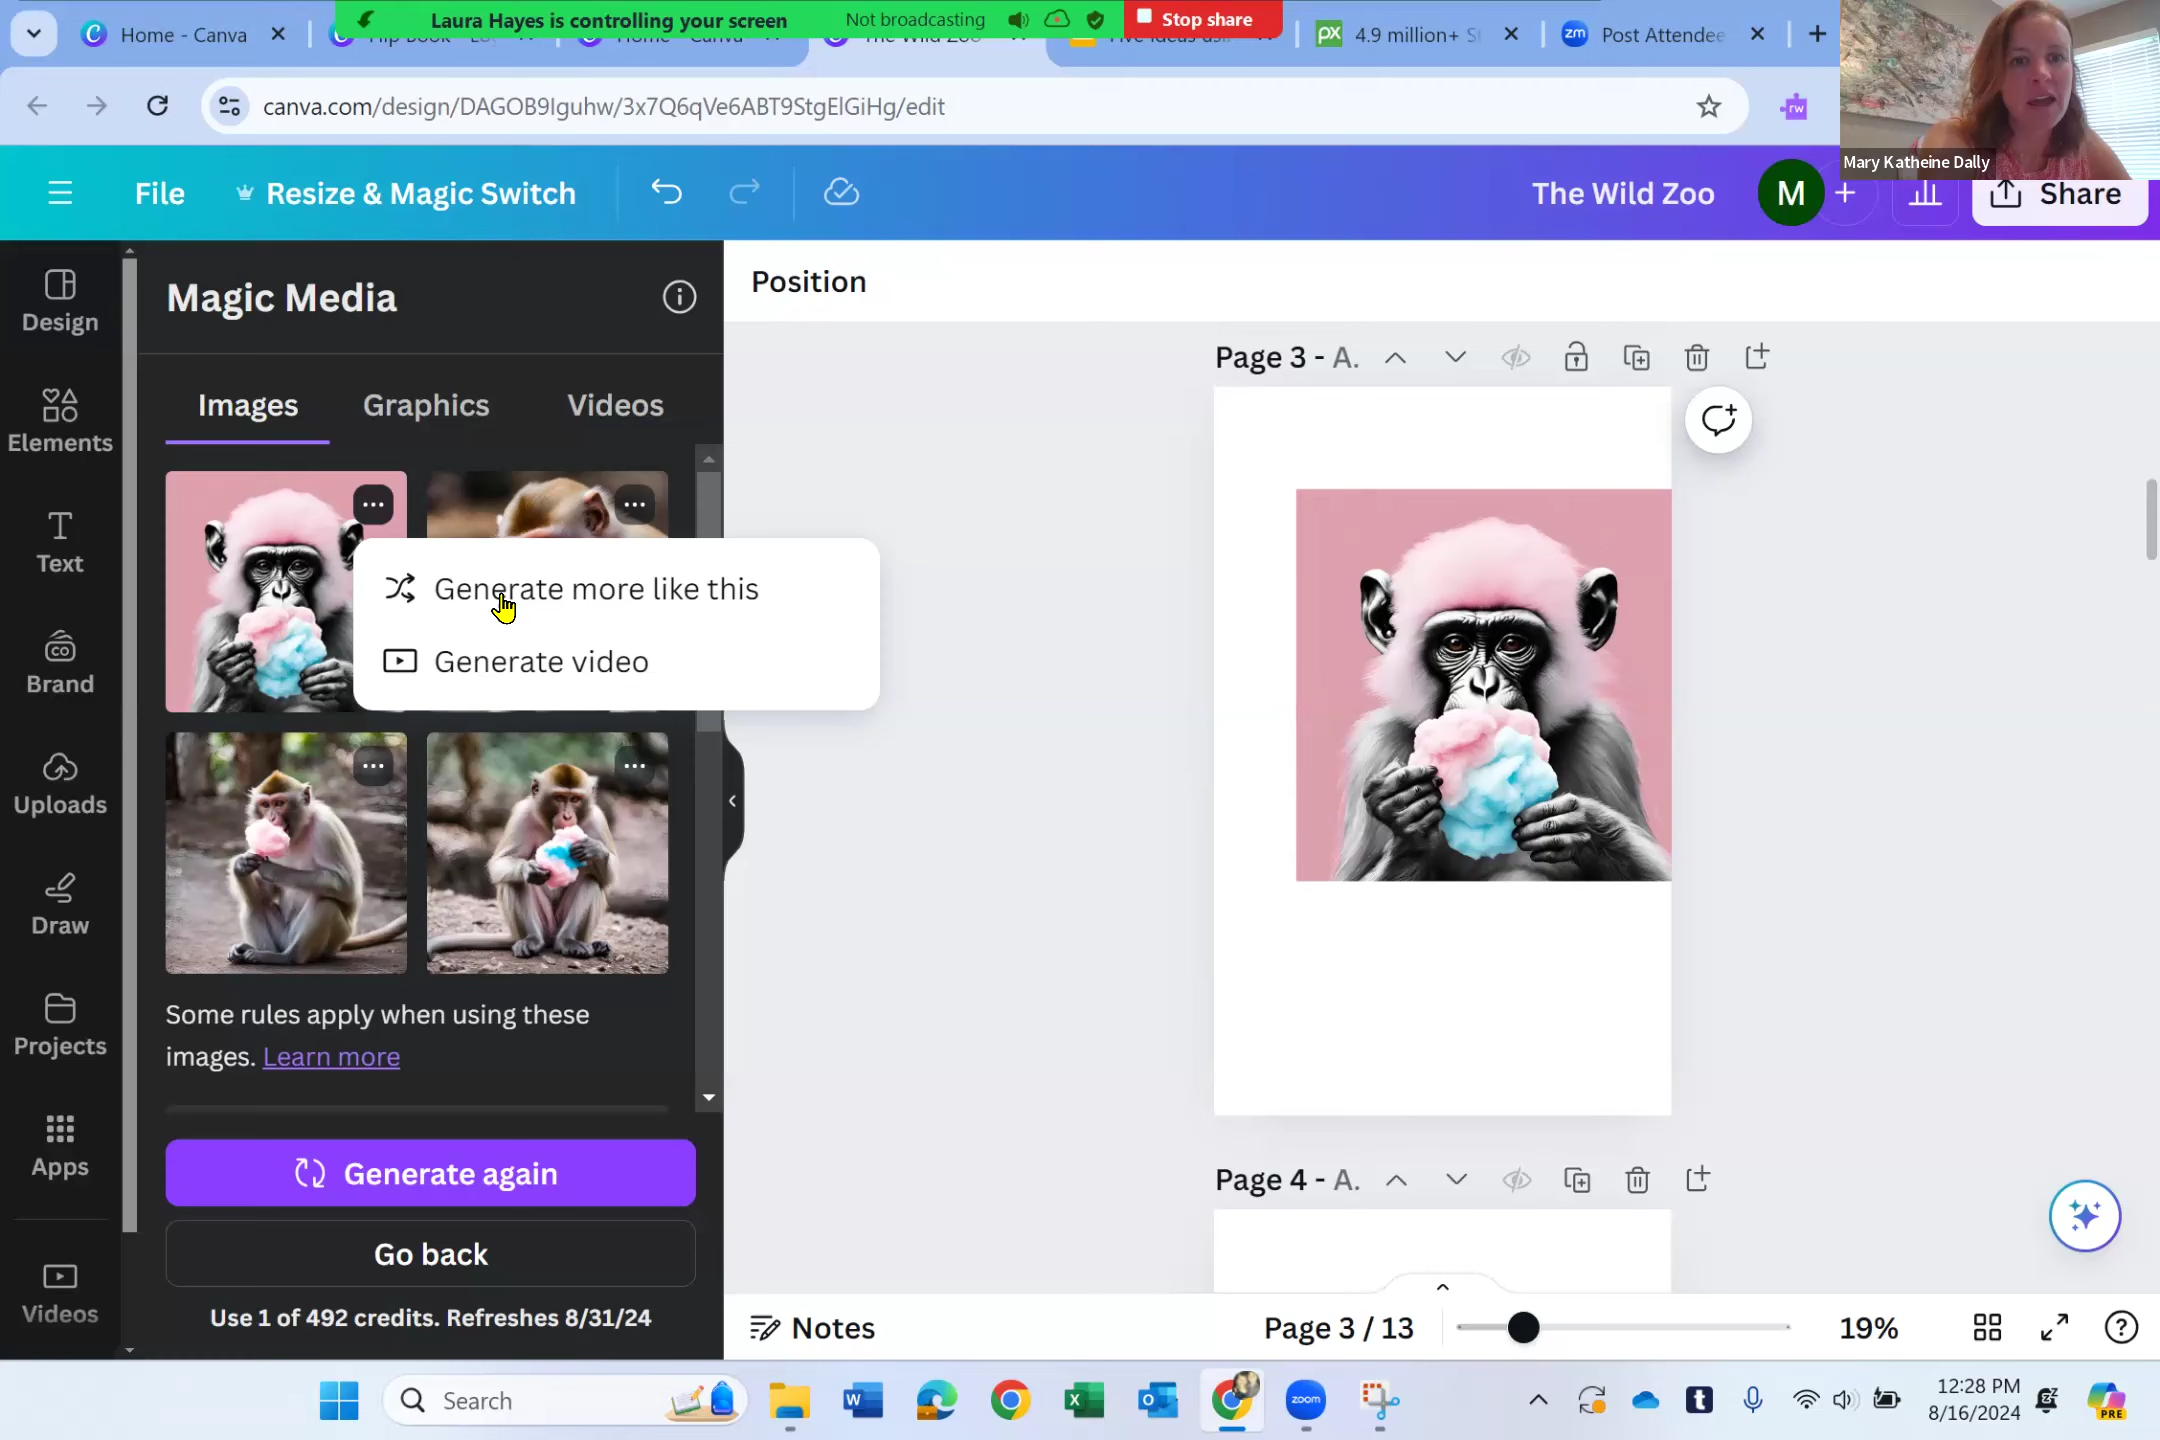 Home - Canva
Laura Hayes is controlling your screen
Not broadcasting
Stop share
4.9 million+
zm
Post Attendee
canva.com/design/DAGOB9Iguhw/3x7Q6qVe6ABT9StgElGiHg/edit
rw
Mary Katheine Dally
File
Resize & Magic Switch
The Wild Zoo
M
Share
Design
Elements
Text
Brand
Uploads
Draw
Projects
Apps
Videos
Magic Media
Images
Graphics
Videos
Generate more like this
Generate video
Some rules apply when using these
images. Learn more
Generate again
Go back
Use 1 of 492 credits. Refreshes 8/31/24
Position
Page 3 - A.
Page 4 - A.
Notes
Page 3 / 13
19%
Search
zoom
12:28 PM
8/16/2024
PRE